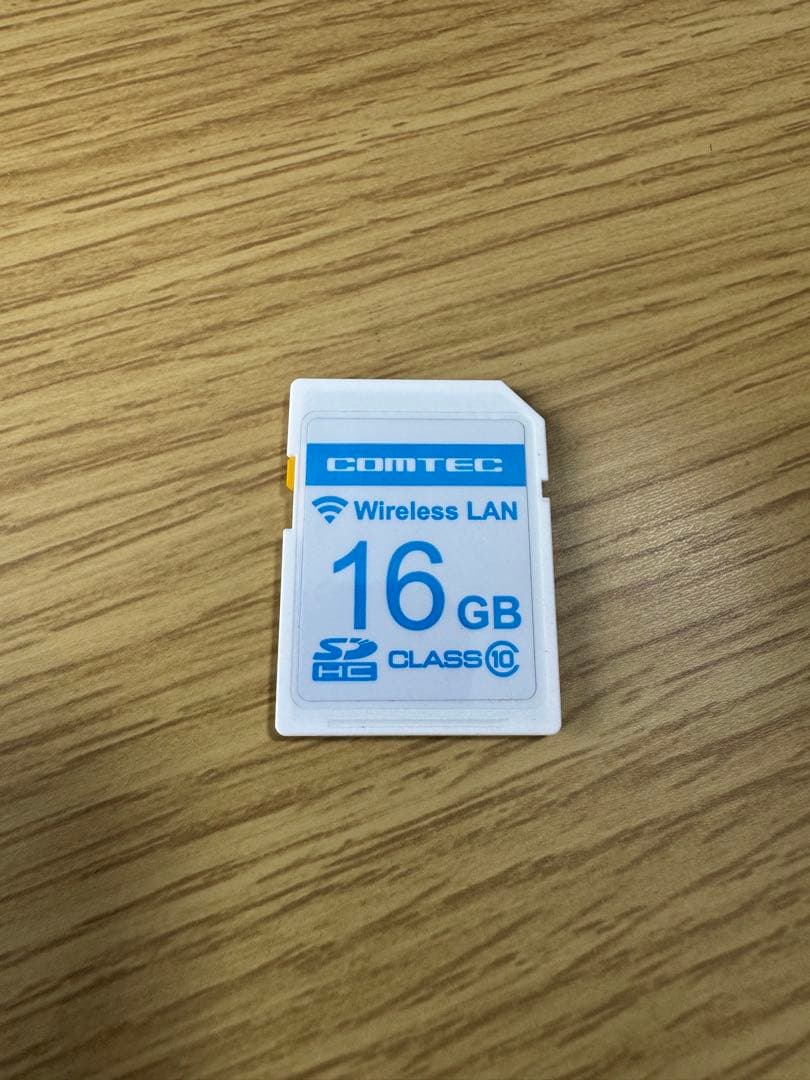 COMTEC
Wireless LAN
16 GB
SD HC CLASS 10